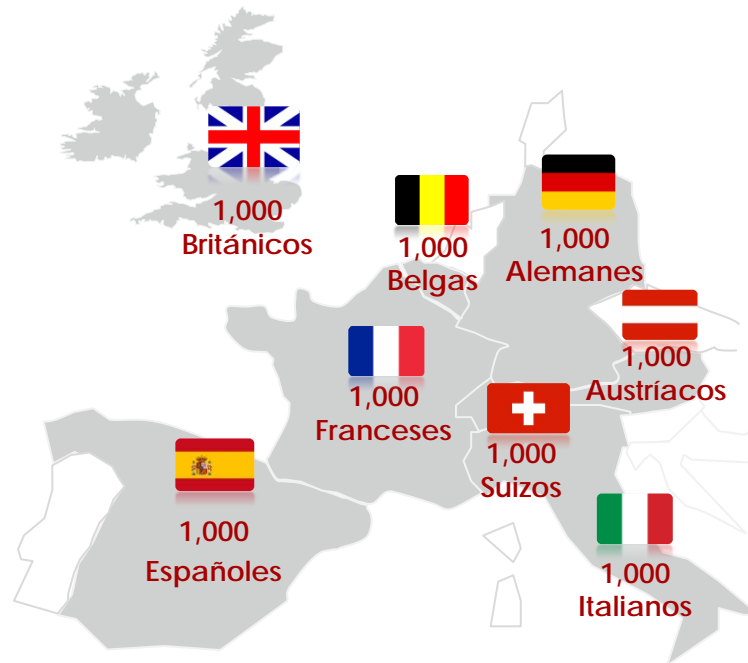 1,000
Británicos
1,000
Belgas
1,000
Alemanes
1,000
Austríacos
1,000
Franceses
1,000
Suizos
1,000
Españoles
1,000
Italianos